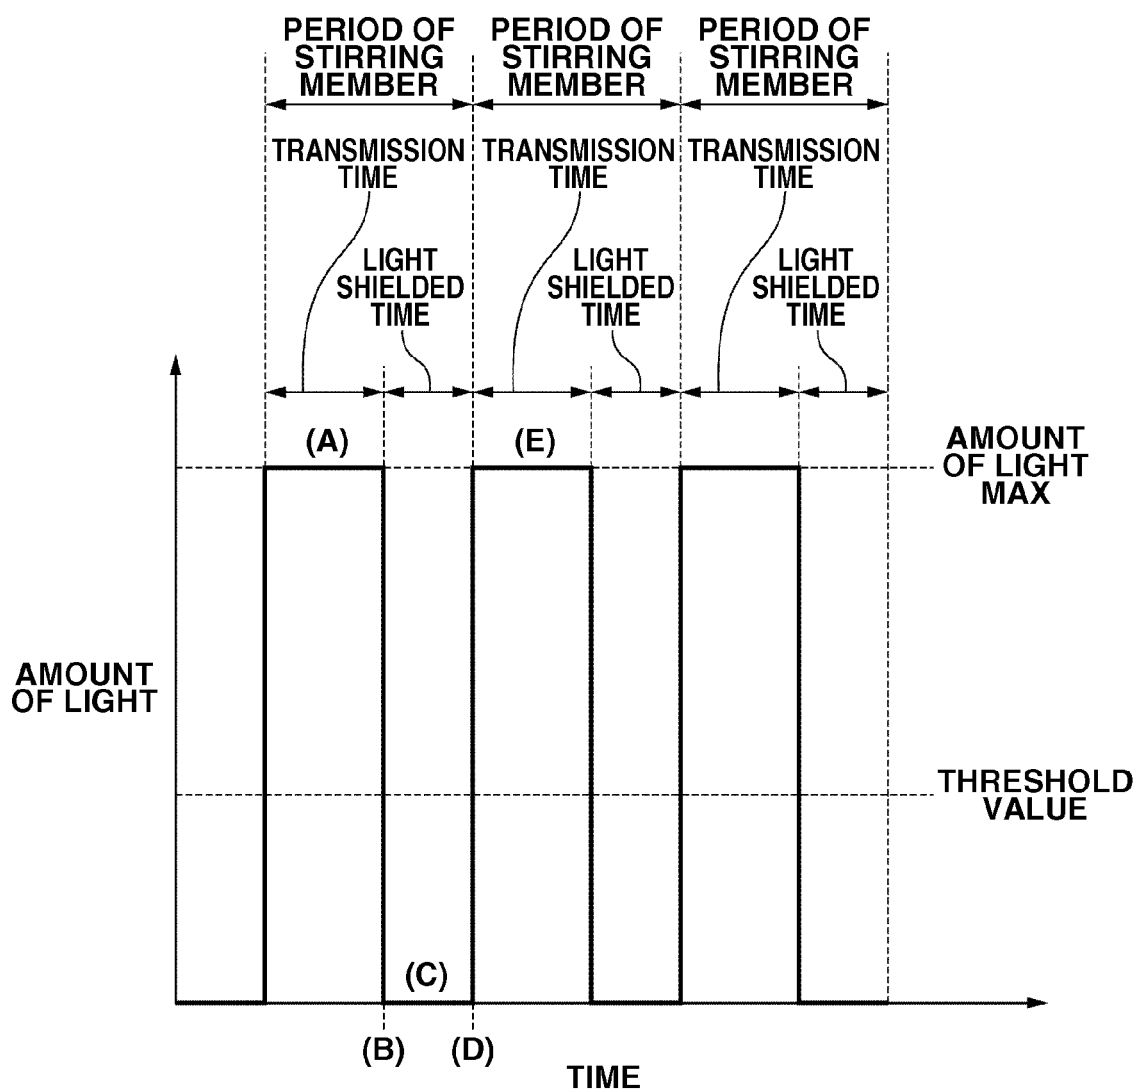 PERIOD OF
STIRRING
MEMBER
PERIOD OF
STIRRING
MEMBER
PERIOD OF
STIRRING
MEMBER
TRANSMISSION
TIME
TRANSMISSION
TIME
TRANSMISSION
TIME
LIGHT
SHIELDED
TIME
LIGHT
SHIELDED
TIME
LIGHT
SHIELDED
TIME
(A)
(E)
AMOUNT
OF LIGHT
MAX
AMOUNT
OF LIGHT
THRESHOLD
VALUE
(C)
(B)
(D)
TIME